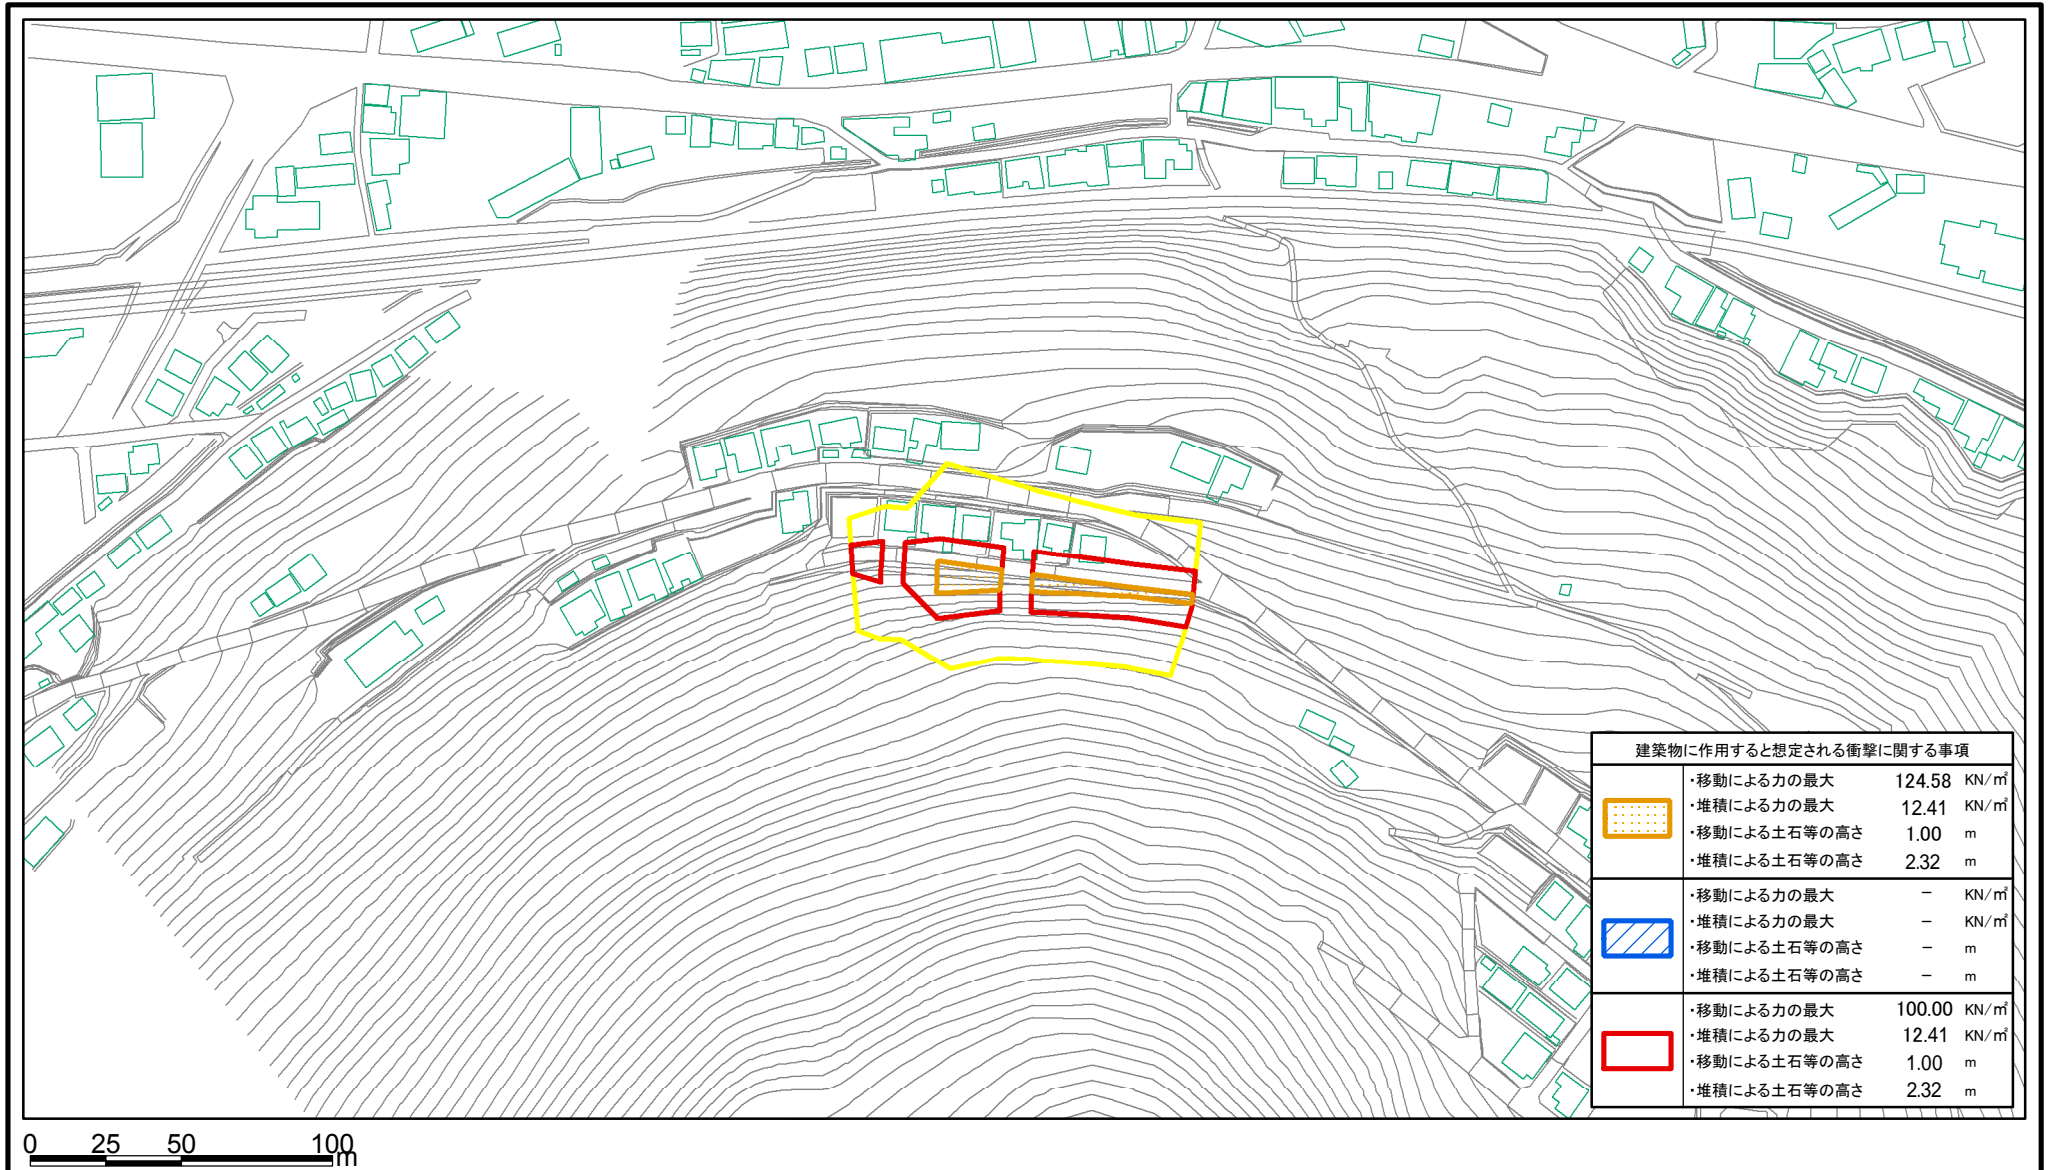 建築物に作用すると想定される衝撃に関する事項
・移動による力の最大 124.58 KN/㎡
・堆積による力の最大 12.41 KN/㎡
・移動による土石等の高さ 1.00 m
・堆積による土石等の高さ 2.32 m
・移動による力の最大 － KN/㎡
・堆積による力の最大 － KN/㎡
・移動による土石等の高さ － m
・堆積による土石等の高さ － m
・移動による力の最大 100.00 KN/㎡
・堆積による力の最大 12.41 KN/㎡
・移動による土石等の高さ 1.00 m
・堆積による土石等の高さ 2.32 m
0 25 50 100
m